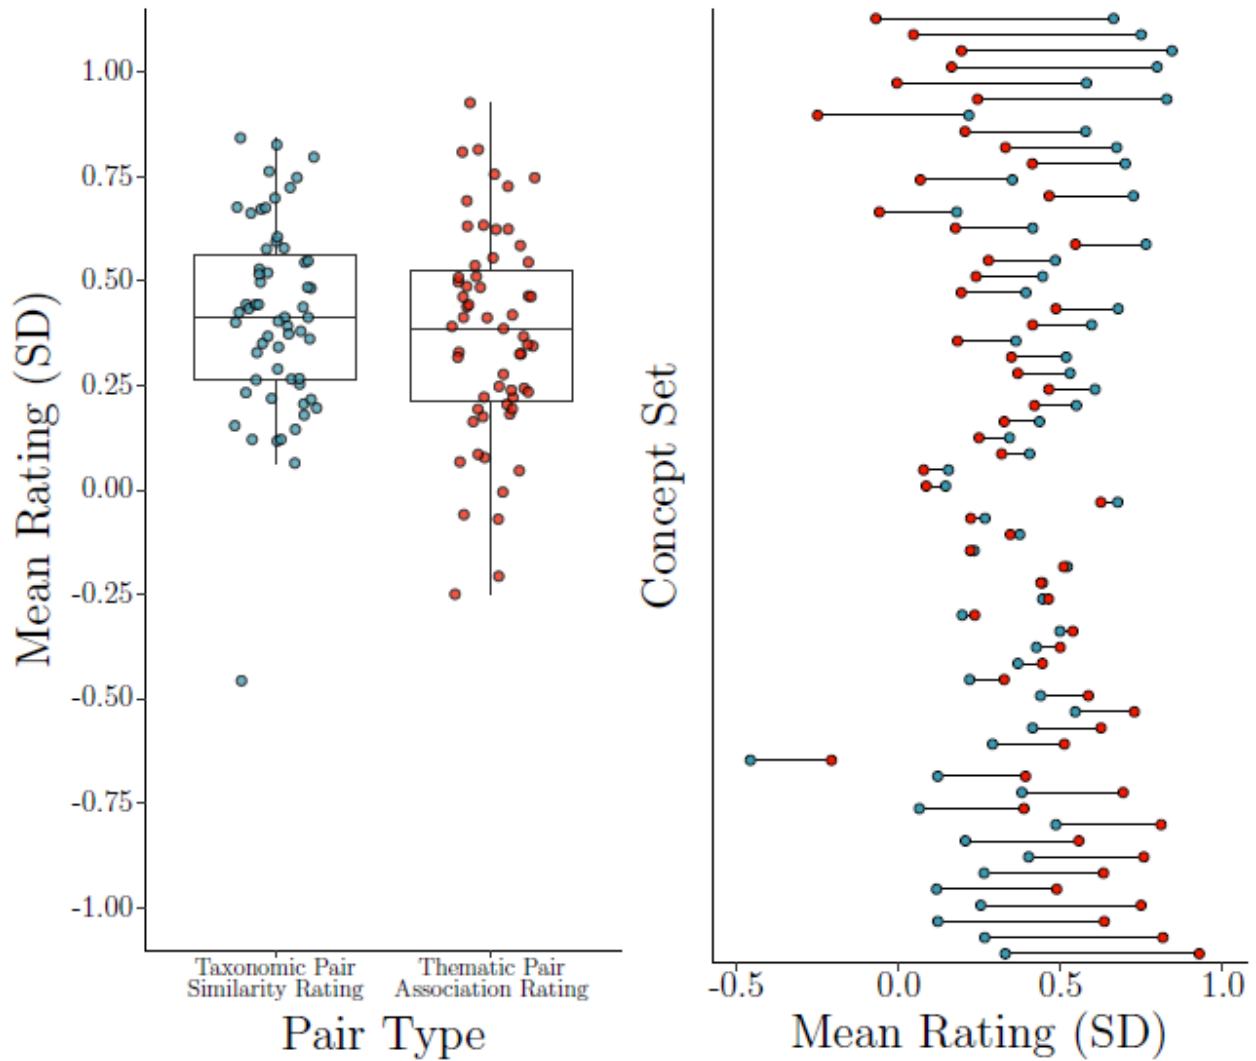 Mean Rating (SD)
1.00
0.75
0.50
0.25
0.00
-0.25
-0.50
-0.75
-1.00
Taxonomic Pair
Similarity Rating
Thematic Pair
Association Rating
Pair Type
Concept Set
-0.5
0.0
0.5
1.0
Mean Rating (SD)